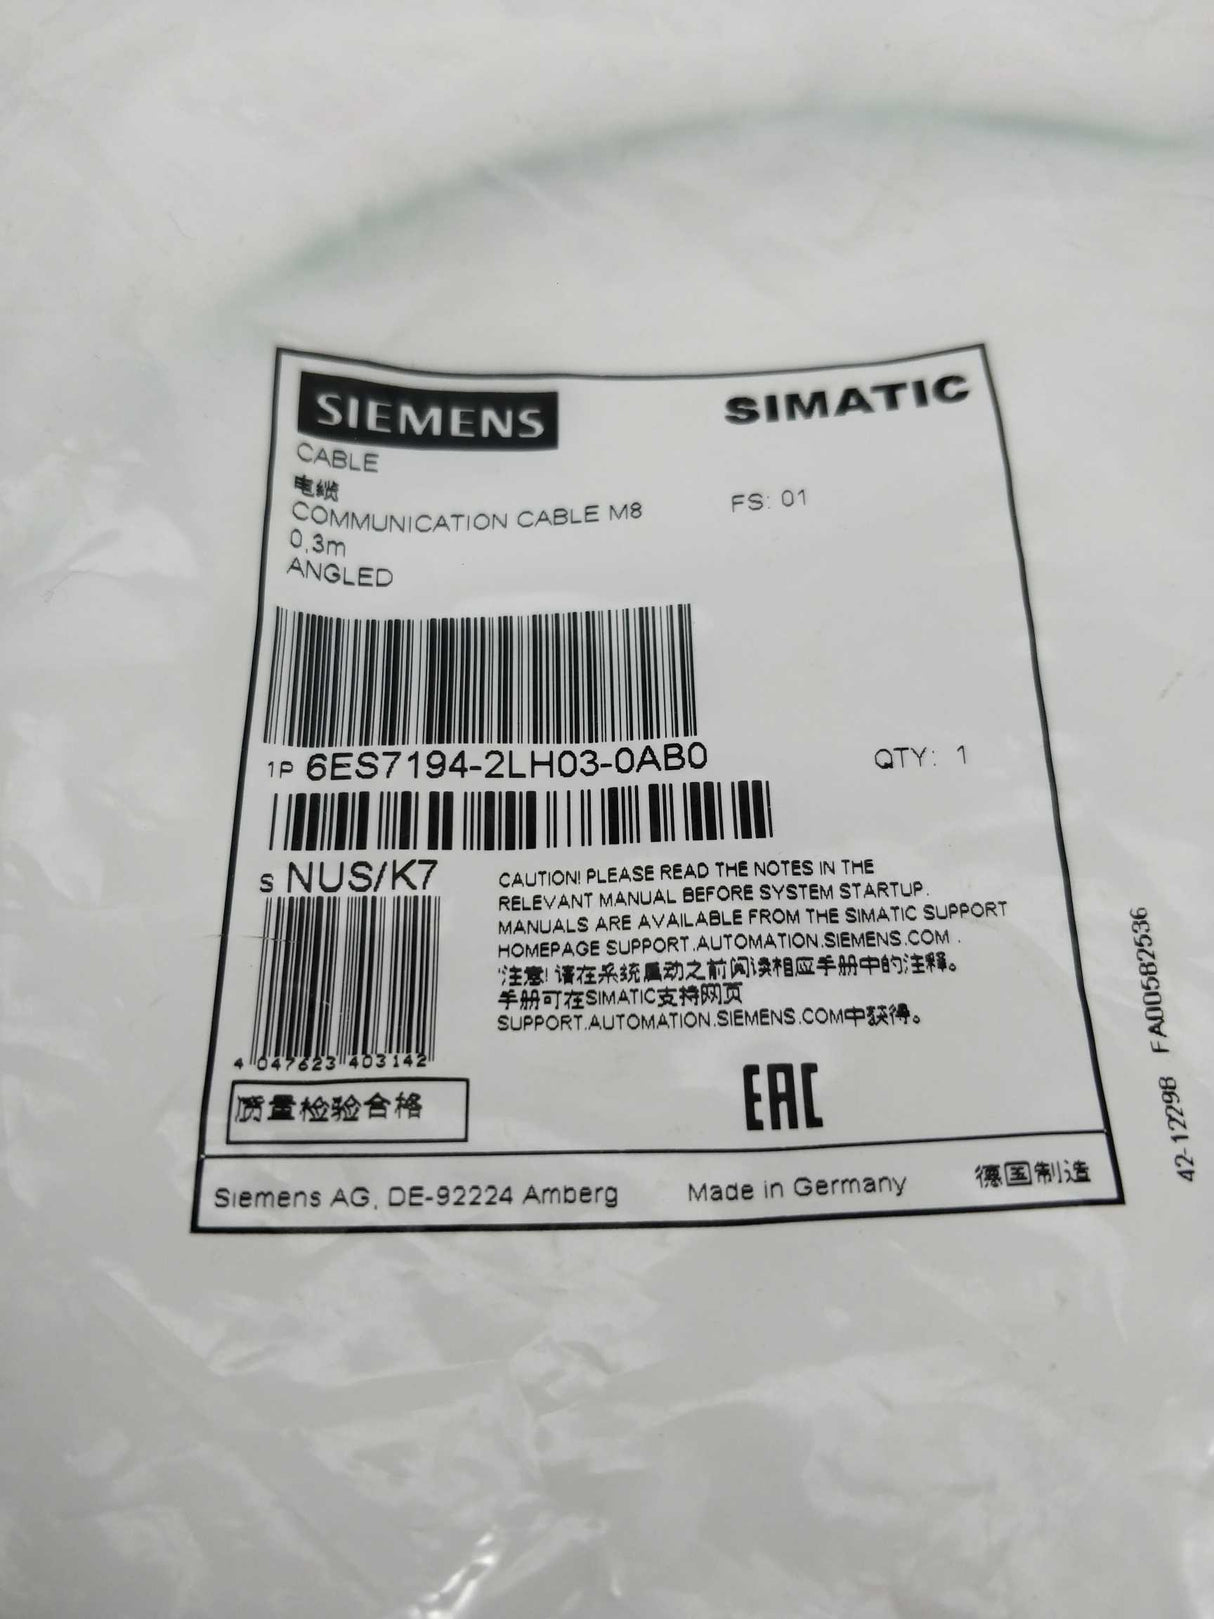 SIEMENS
SIMATIC
CABLE
电缆
COMMUNICATION CABLE M8
FS: 01
0,3m
ANGLED
1P 6ES7194-2LH03-0AB0
QTY: 1
S NUS/K7
CAUTION! PLEASE READ THE NOTES IN THE
RELEVANT MANUAL BEFORE SYSTEM STARTUP.
MANUALS ARE AVAILABLE FROM THE SIMATIC SUPPORT
HOMEPAGE SUPPORT.AUTOMATION.SIEMENS.COM .
注意! 请在系统启动之前阅读相应手册中的注释。
手册可在SIMATIC支持网页
SUPPORT.AUTOMATION.SIEMENS.COM中获得。
4 047623 403142
质量检验合格
EAC
Siemens AG, DE-92224 Amberg
Made in Germany
德国制造
42-12298 FA00582536